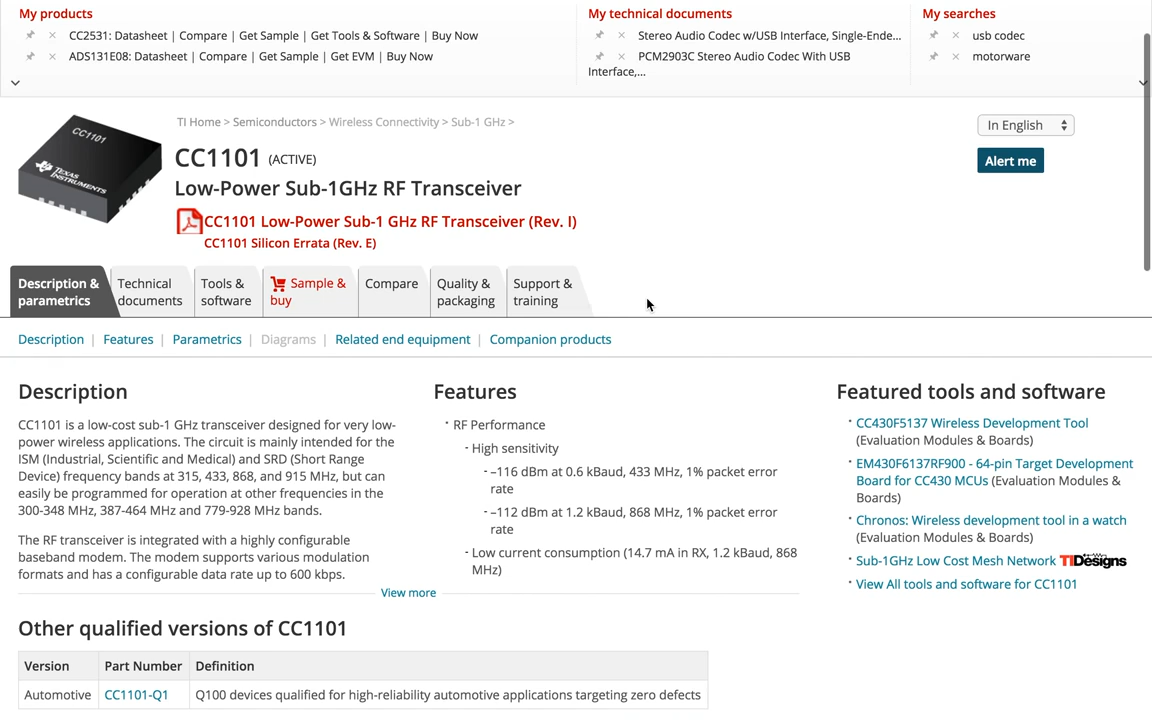 My products
CC2531: Datasheet | Compare | Get Sample | Get Tools & Software | Buy Now
ADS131E08: Datasheet | Compare | Get Sample | Get EVM | Buy Now
My technical documents
Stereo Audio Codec w/USB Interface, Single-Ende...
PCM2903C Stereo Audio Codec With USB
Interface,...
My searches
usb codec
motorware
CC1101
TEXAS
INSTRUMENTS
TI Home > Semiconductors > Wireless Connectivity > Sub-1 GHz >
CC1101 (ACTIVE)
Low-Power Sub-1GHz RF Transceiver
CC1101 Low-Power Sub-1 GHz RF Transceiver (Rev. I)
CC1101 Silicon Errata (Rev. E)
In English
Alert me
Description &
parametrics
Technical
documents
Tools &
software
Sample &
buy
Compare
Quality &
packaging
Support &
training
Description | Features | Parametrics | Diagrams | Related end equipment | Companion products
Description
CC1101 is a low-cost sub-1 GHz transceiver designed for very low-
power wireless applications. The circuit is mainly intended for the
ISM (Industrial, Scientific and Medical) and SRD (Short Range
Device) frequency bands at 315, 433, 868, and 915 MHz, but can
easily be programmed for operation at other frequencies in the
300-348 MHz, 387-464 MHz and 779-928 MHz bands.
The RF transceiver is integrated with a highly configurable
baseband modem. The modem supports various modulation
formats and has a configurable data rate up to 600 kbps.
Features
· RF Performance
- High sensitivity
- –116 dBm at 0.6 kBaud, 433 MHz, 1% packet error
rate
- –112 dBm at 1.2 kBaud, 868 MHz, 1% packet error
rate
- Low current consumption (14.7 mA in RX, 1.2 kBaud, 868
MHz)
View more
Featured tools and software
· CC430F5137 Wireless Development Tool
(Evaluation Modules & Boards)
· EM430F6137RF900 - 64-pin Target Development
Board for CC430 MCUs (Evaluation Modules &
Boards)
· Chronos: Wireless development tool in a watch
(Evaluation Modules & Boards)
· Sub-1GHz Low Cost Mesh Network TI Designs
· View All tools and software for CC1101
Other qualified versions of CC1101
Version Part Number Definition
Automotive CC1101-Q1 Q100 devices qualified for high-reliability automotive applications targeting zero defects